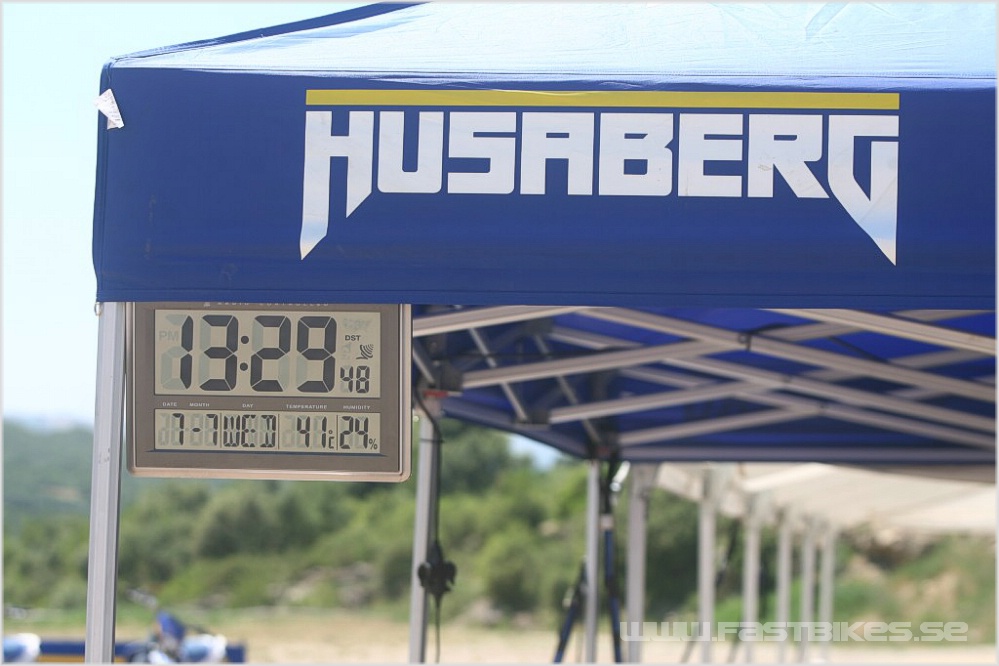 HUSABERG
PM 13:29 48
DST
DATE MONTH DAY TEMPERATURE HUMIDITY
7-7 WED 41°C 24%
WWW.FASTBIKES.SE